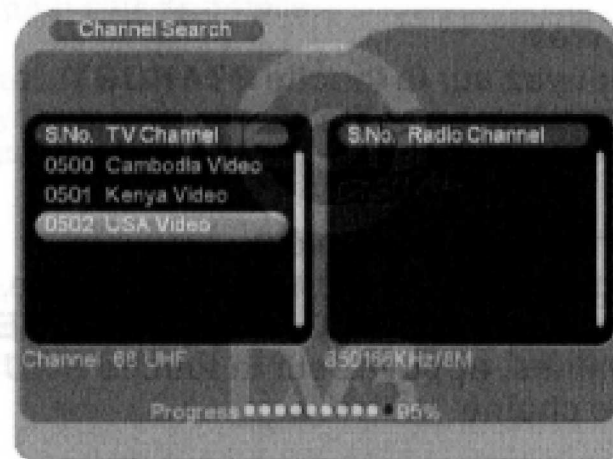 Channel Search
S.No. TV Channel
0500 Cambodia Video
0501 Kenya Video
0502 USA Video
S.No. Radio Channel
Channel 68 UHF
850166KHz/8M
Progress 95%
TV3